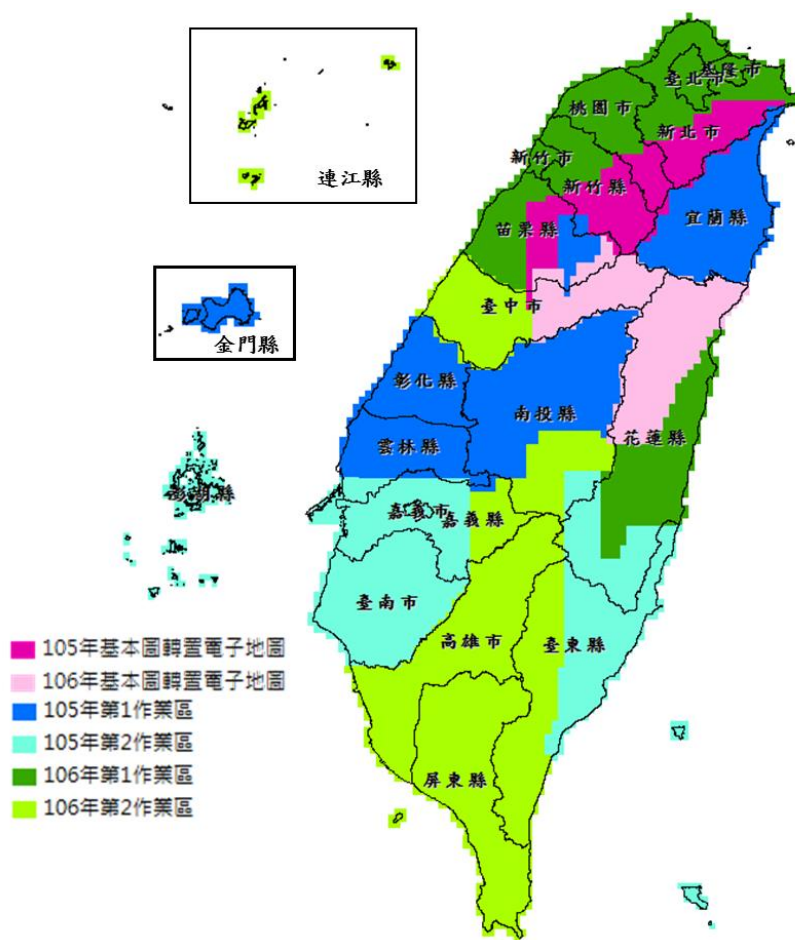 連江縣
金門縣
基隆市
臺北市
桃園市
新北市
新竹市
新竹縣
宜蘭縣
苗栗縣
臺中市
彰化縣
南投縣
花蓮縣
雲林縣
澎湖縣
嘉義市
嘉義縣
臺南市
高雄市
臺東縣
屏東縣
105年基本圖轉置電子地圖
106年基本圖轉置電子地圖
105年第1作業區
105年第2作業區
106年第1作業區
106年第2作業區